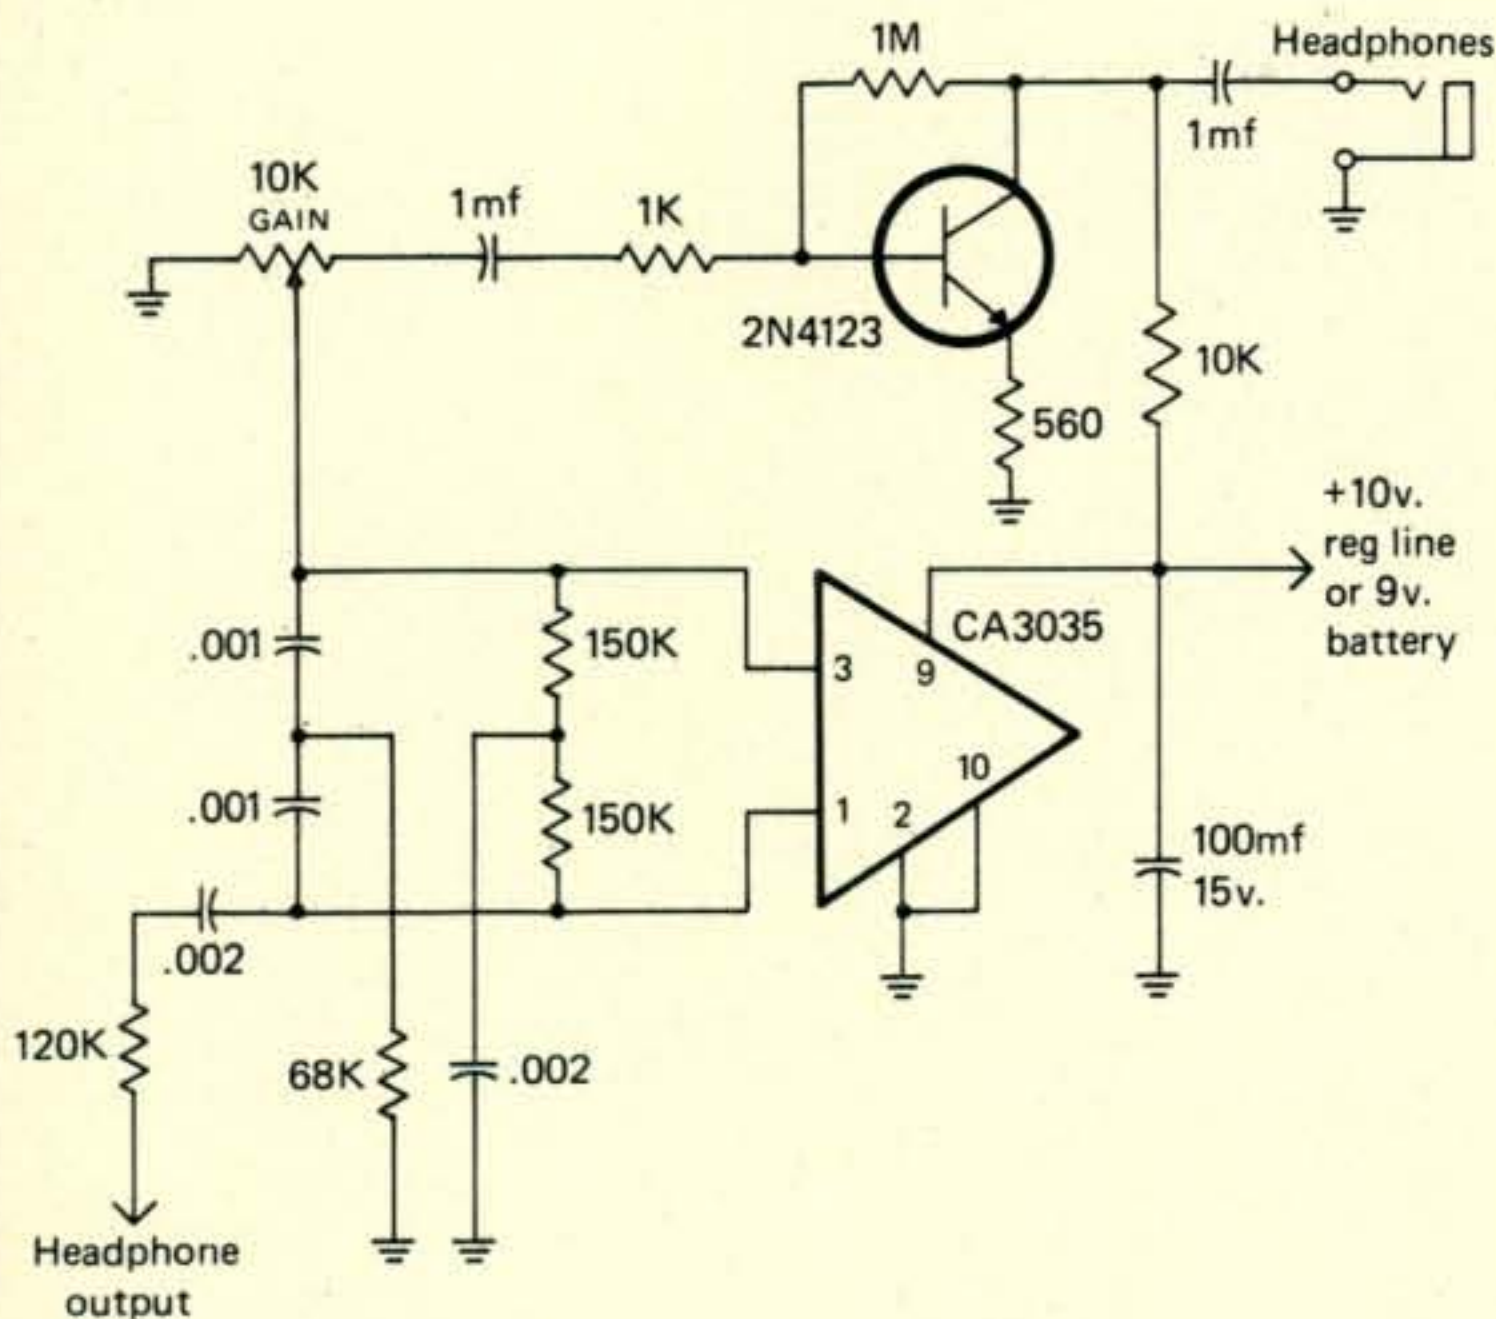 1M
Headphones
1mf
10K
GAIN
1mf
1K
2N4123
10K
560
+10v.
reg line
or 9v.
battery
CA3035
.001
150K
3
9
10
.001
150K
1
2
100mf
15v.
.002
120K
68K
.002
Headphone
output